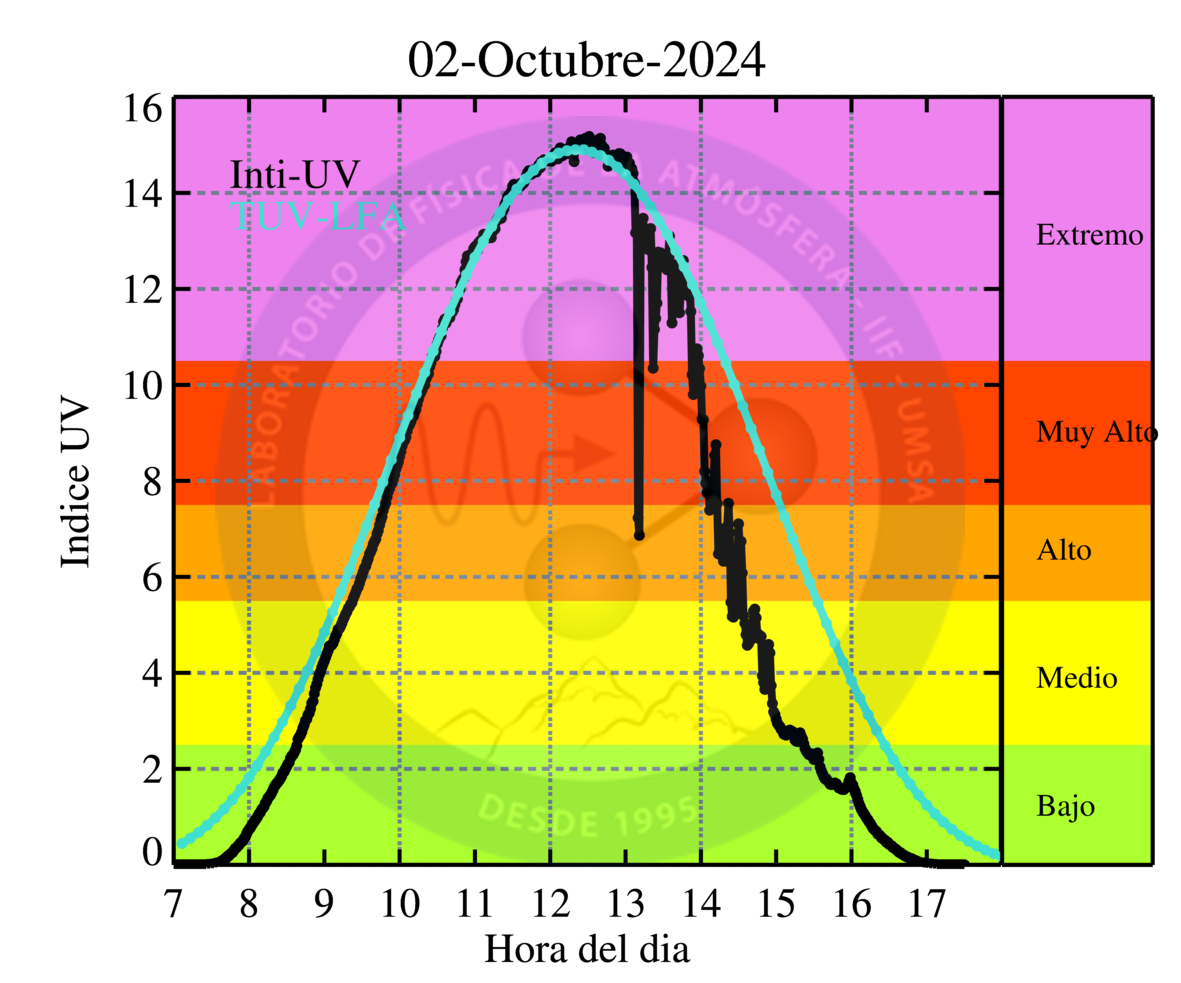 02-Octubre-2024
Inti-UV
TUV-LFA
LABORATORIO DE FÍSICA DE LA ATMÓSFERA - IIF - UMSA
DESDE 1995
Indice UV
16
14
12
10
8
6
4
2
0
Extremo
Muy Alto
Alto
Medio
Bajo
7 8 9 10 11 12 13 14 15 16 17
Hora del dia